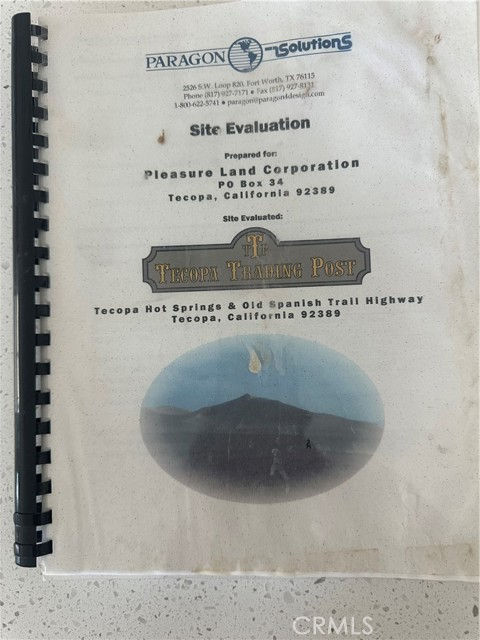 PARAGON Solutions
2526 S.W. Loop 820, Fort Worth, TX 76115
Phone (817) 927-7171 • Fax (817) 927-8131
1-800-622-5741 • paragon@paragon4design.com
Site Evaluation
Prepared for:
Pleasure Land Corporation
PO Box 34
Tecopa, California 92389
Site Evaluated:
TTP
TECOPA TRADING POST
Tecopa Hot Springs & Old Spanish Trail Highway
Tecopa, California 92389
CRMLS